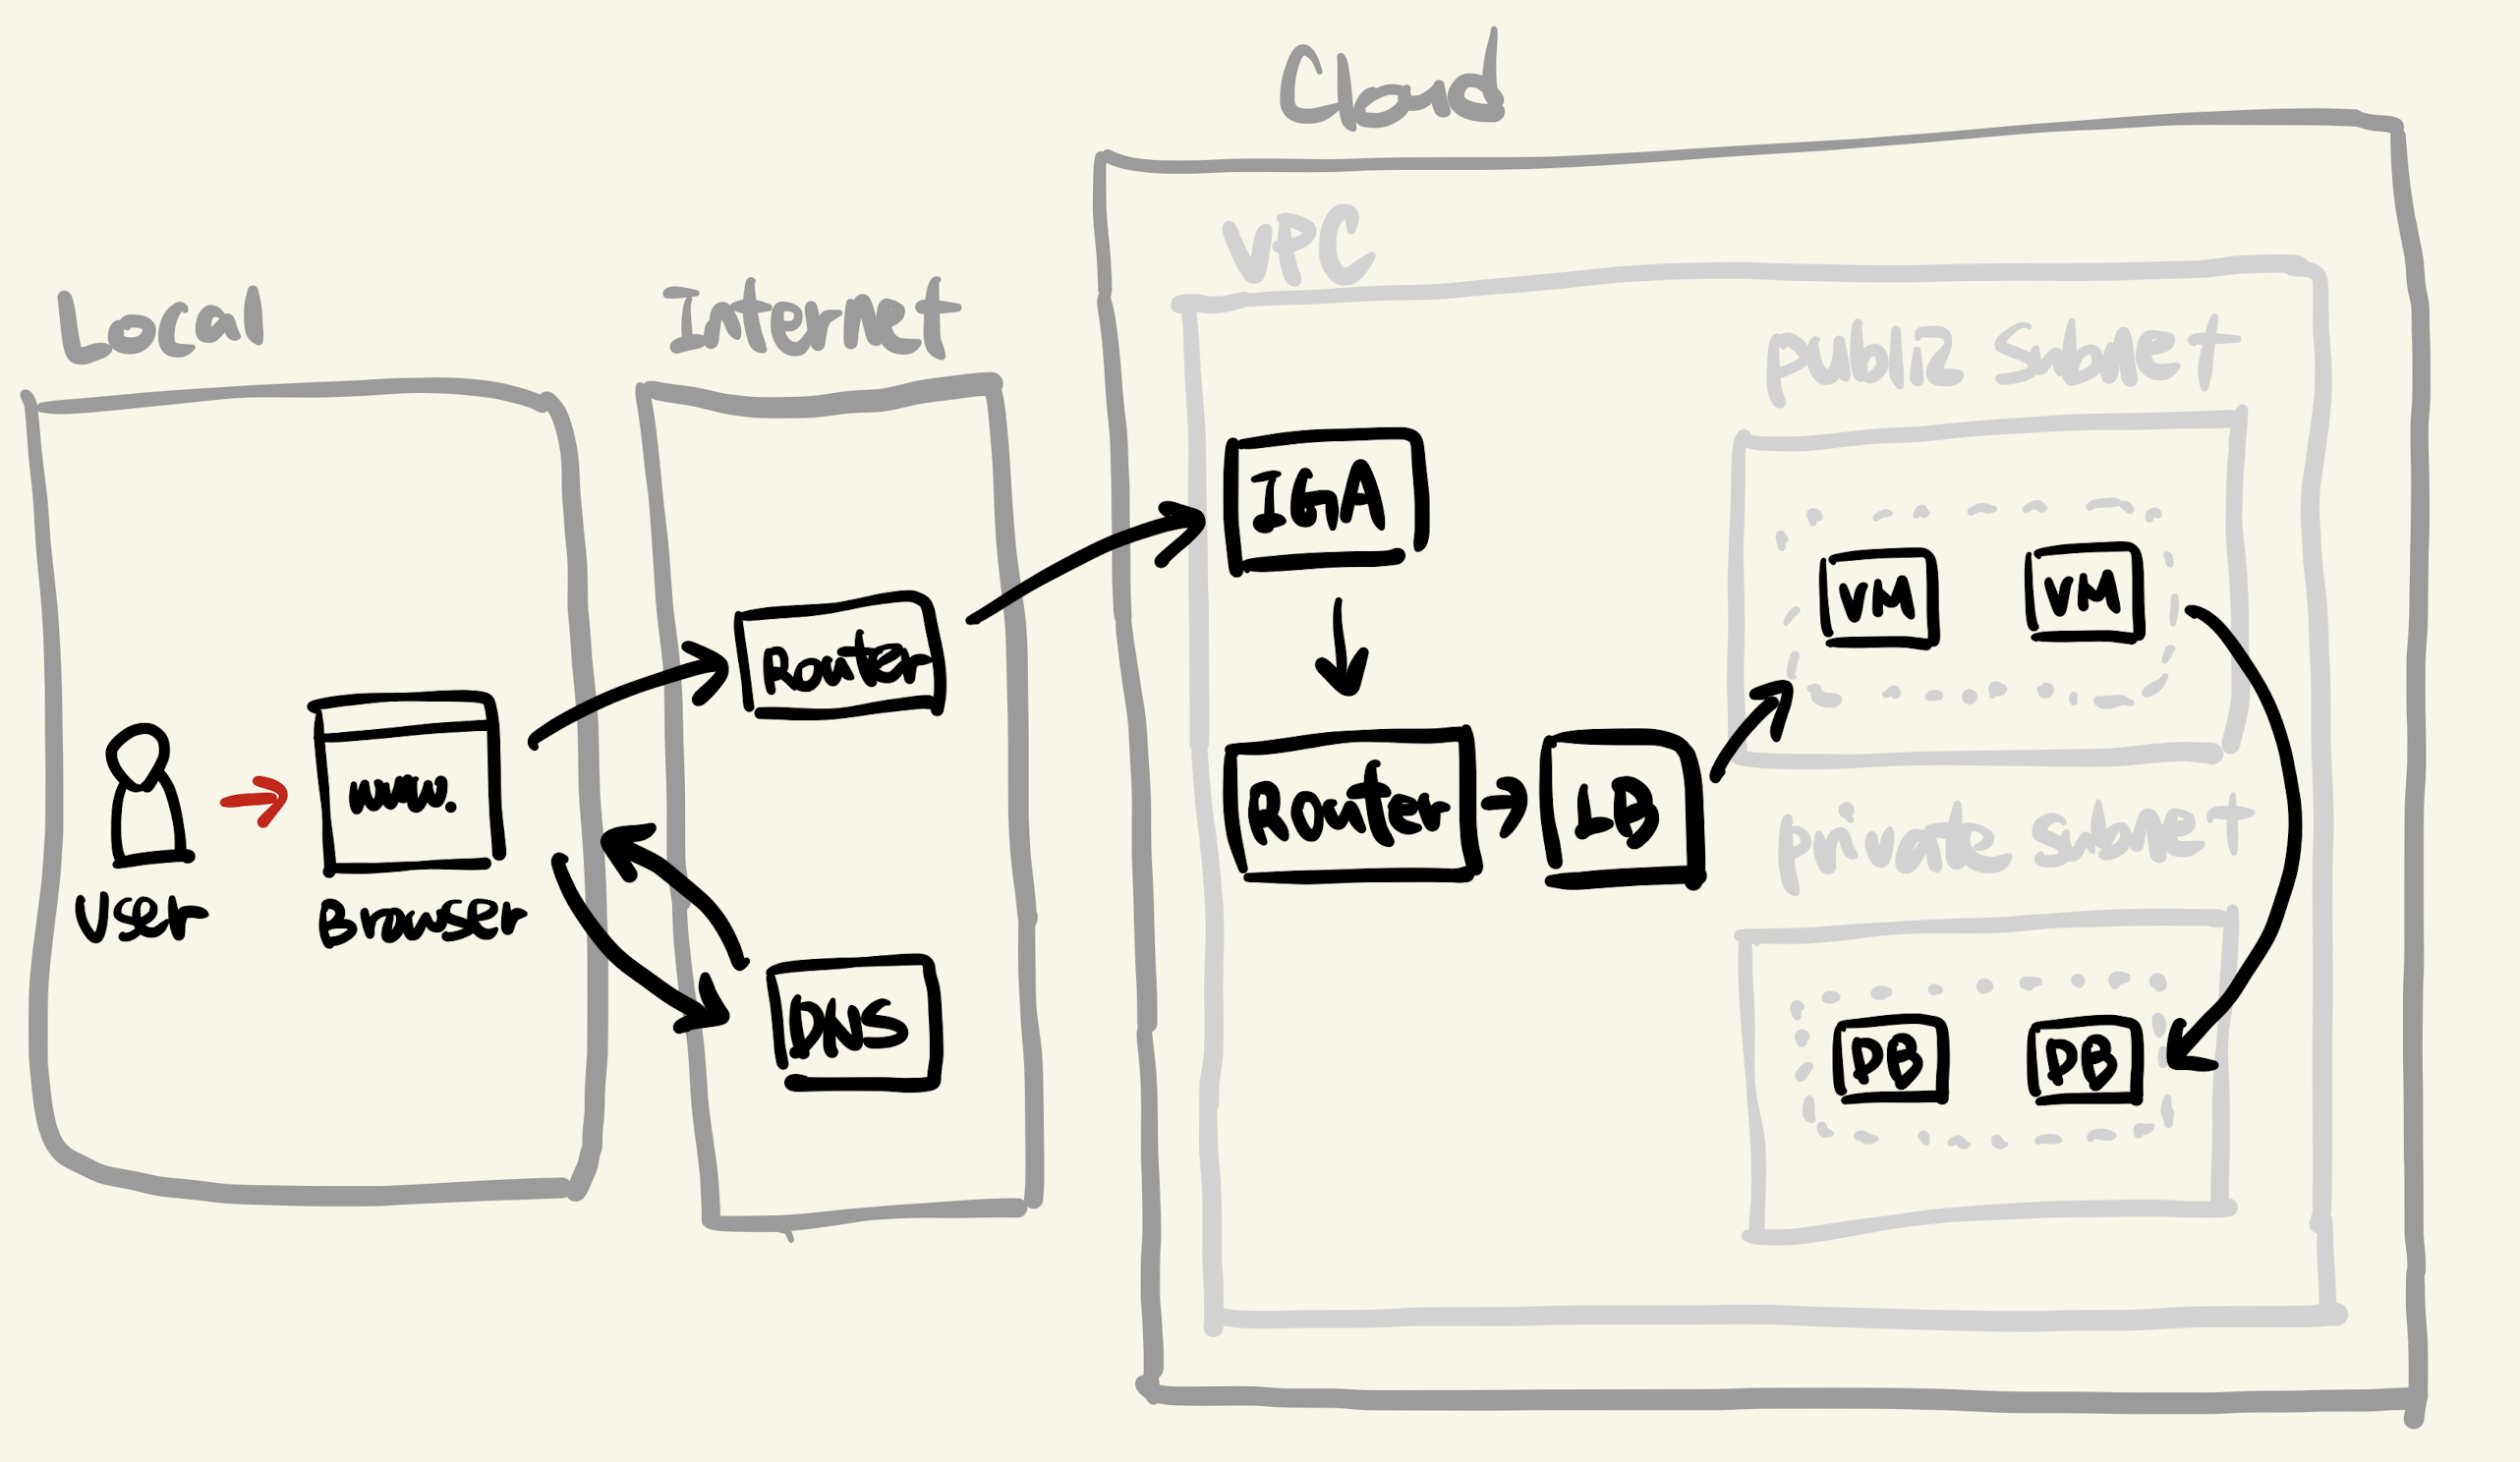 Cloud
VPC
Local
Internet
public subnet
IGA
VM
VM
Router
www.
Router
LB
private subnet
User
Browser
DNS
DB
DB